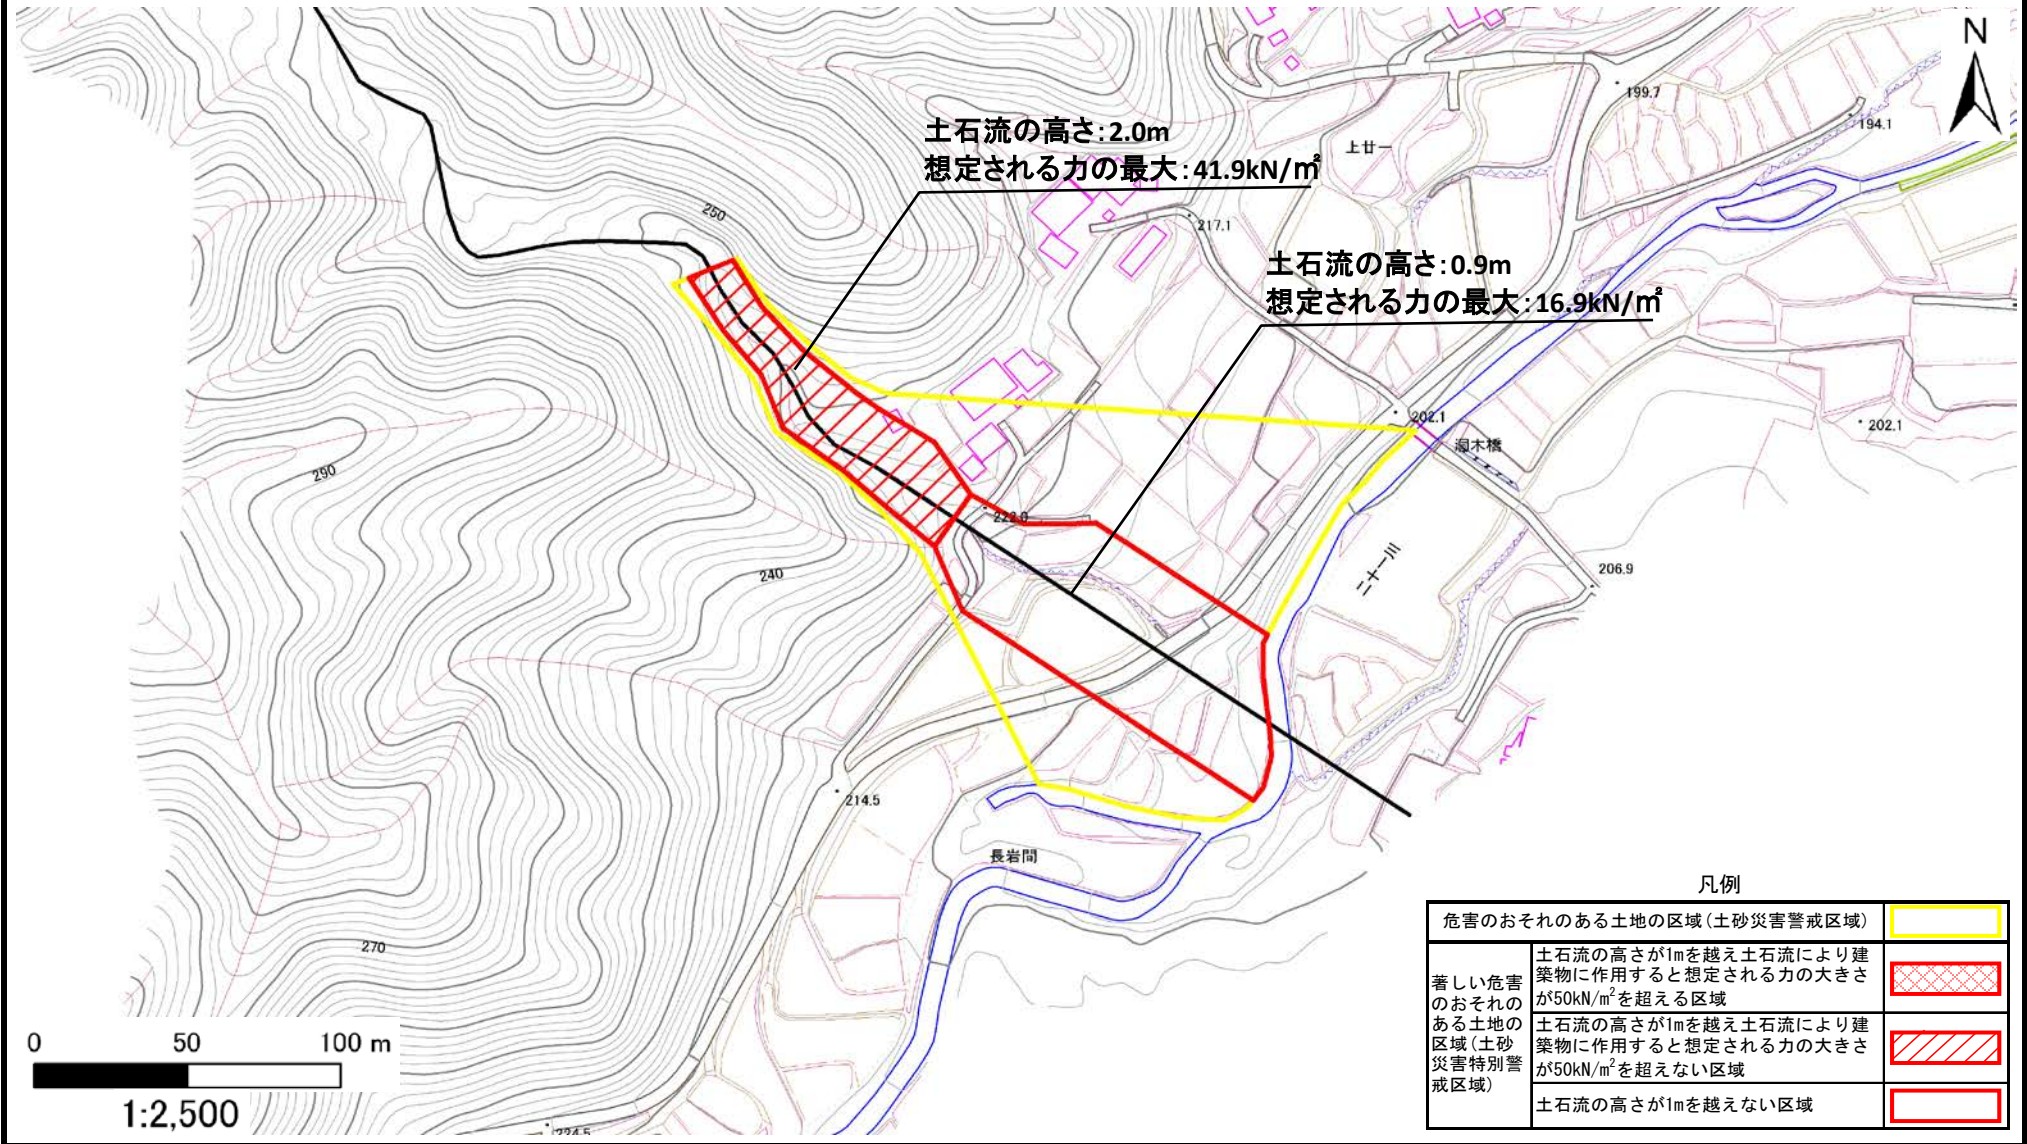 N
199.7
194.1
土石流の高さ:2.0m
想定される力の最大:41.9kN/㎡
上廿一
250
217.1
土石流の高さ:0.9m
想定される力の最大:16.9kN/㎡
202.1
洞木橋
202.1
290
222.0
二十三
206.9
240
214.5
長岩間
270
224.5
0 50 100 m
1:2,500
凡例
危害のおそれのある土地の区域(土砂災害警戒区域)
著しい危害
のおそれの
ある土地の
区域(土砂
災害特別警
戒区域)
土石流の高さが1mを越え土石流により建
築物に作用すると想定される力の大きさ
が50kN/m²を超える区域
土石流の高さが1mを越え土石流により建
築物に作用すると想定される力の大きさ
が50kN/m²を超えない区域
土石流の高さが1mを越えない区域